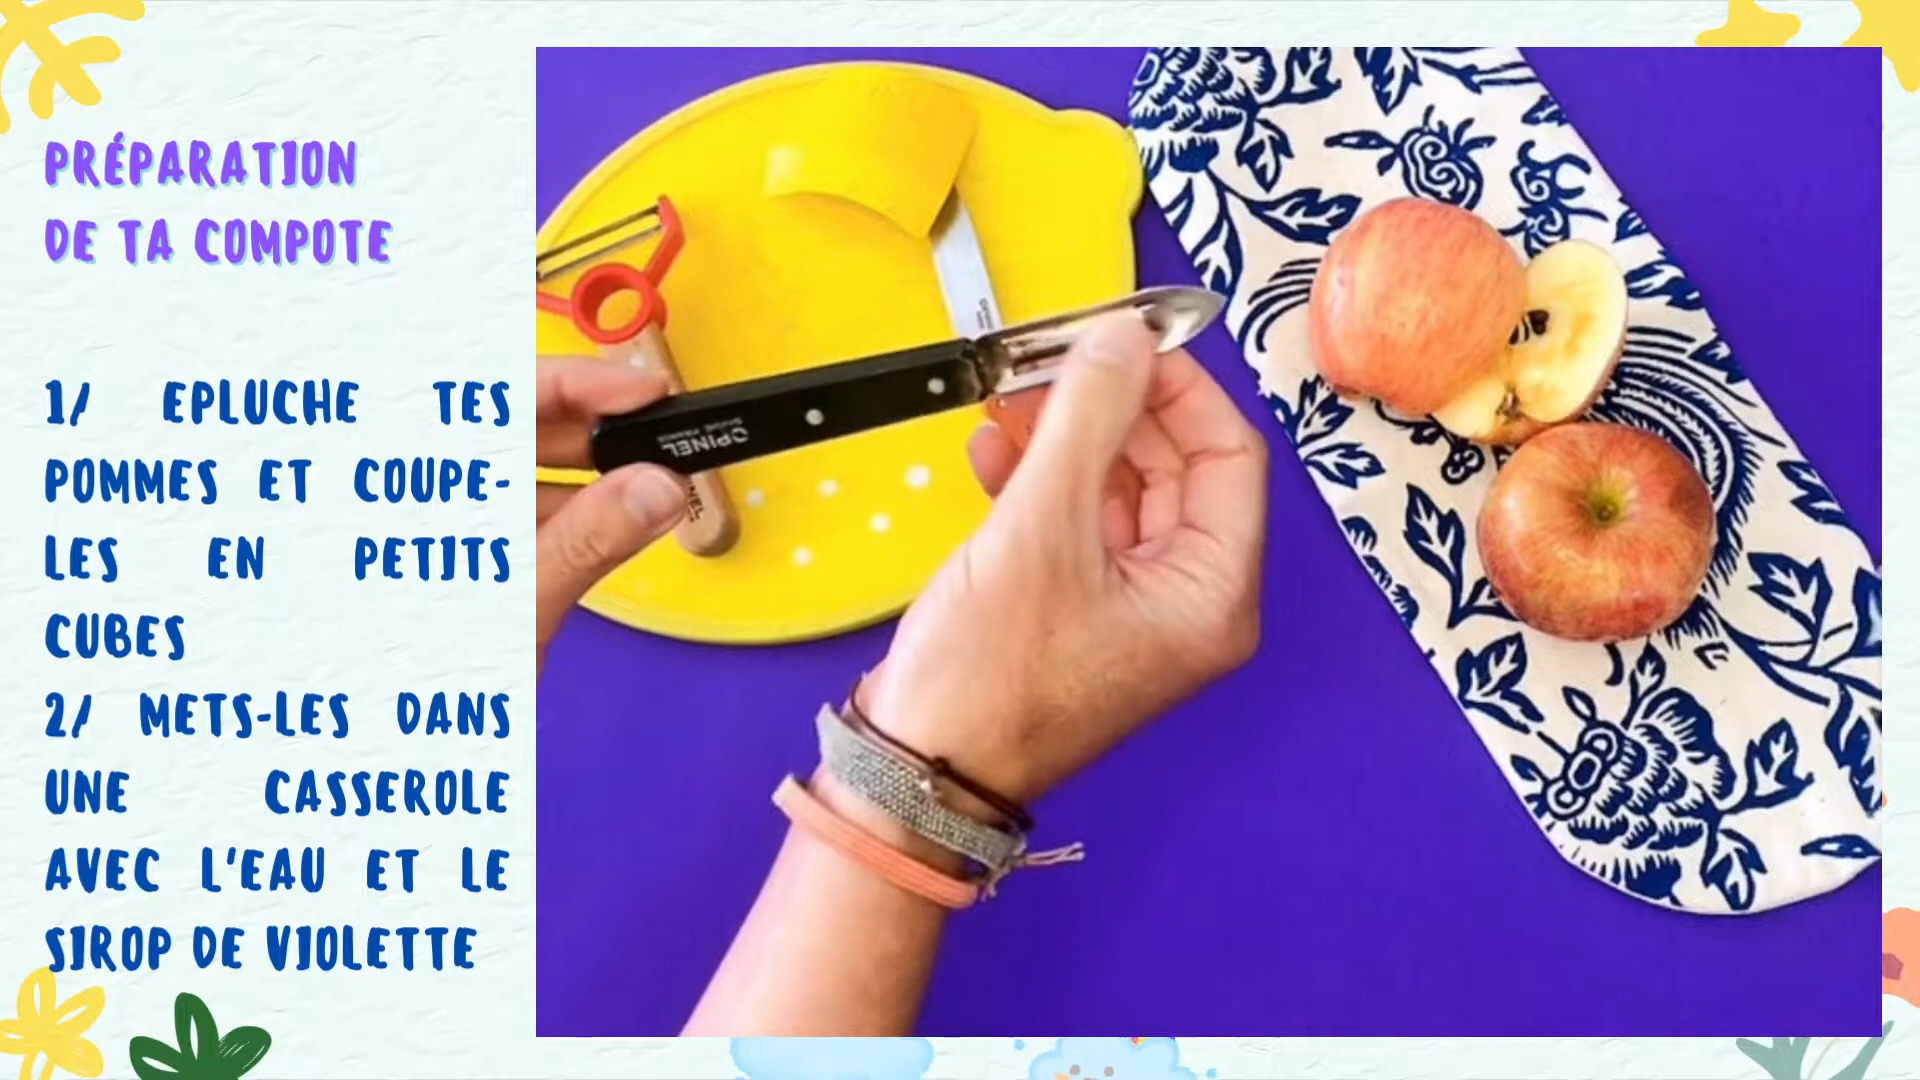 PRÉPARATION
DE TA COMPOTE
1/ EPLUCHE TES
POMMES ET COUPE-
LES EN PETITS
CUBES
2/ METS-LES DANS
UNE CASSEROLE
AVEC L'EAU ET LE
SIROP DE VIOLETTE
OPINEL